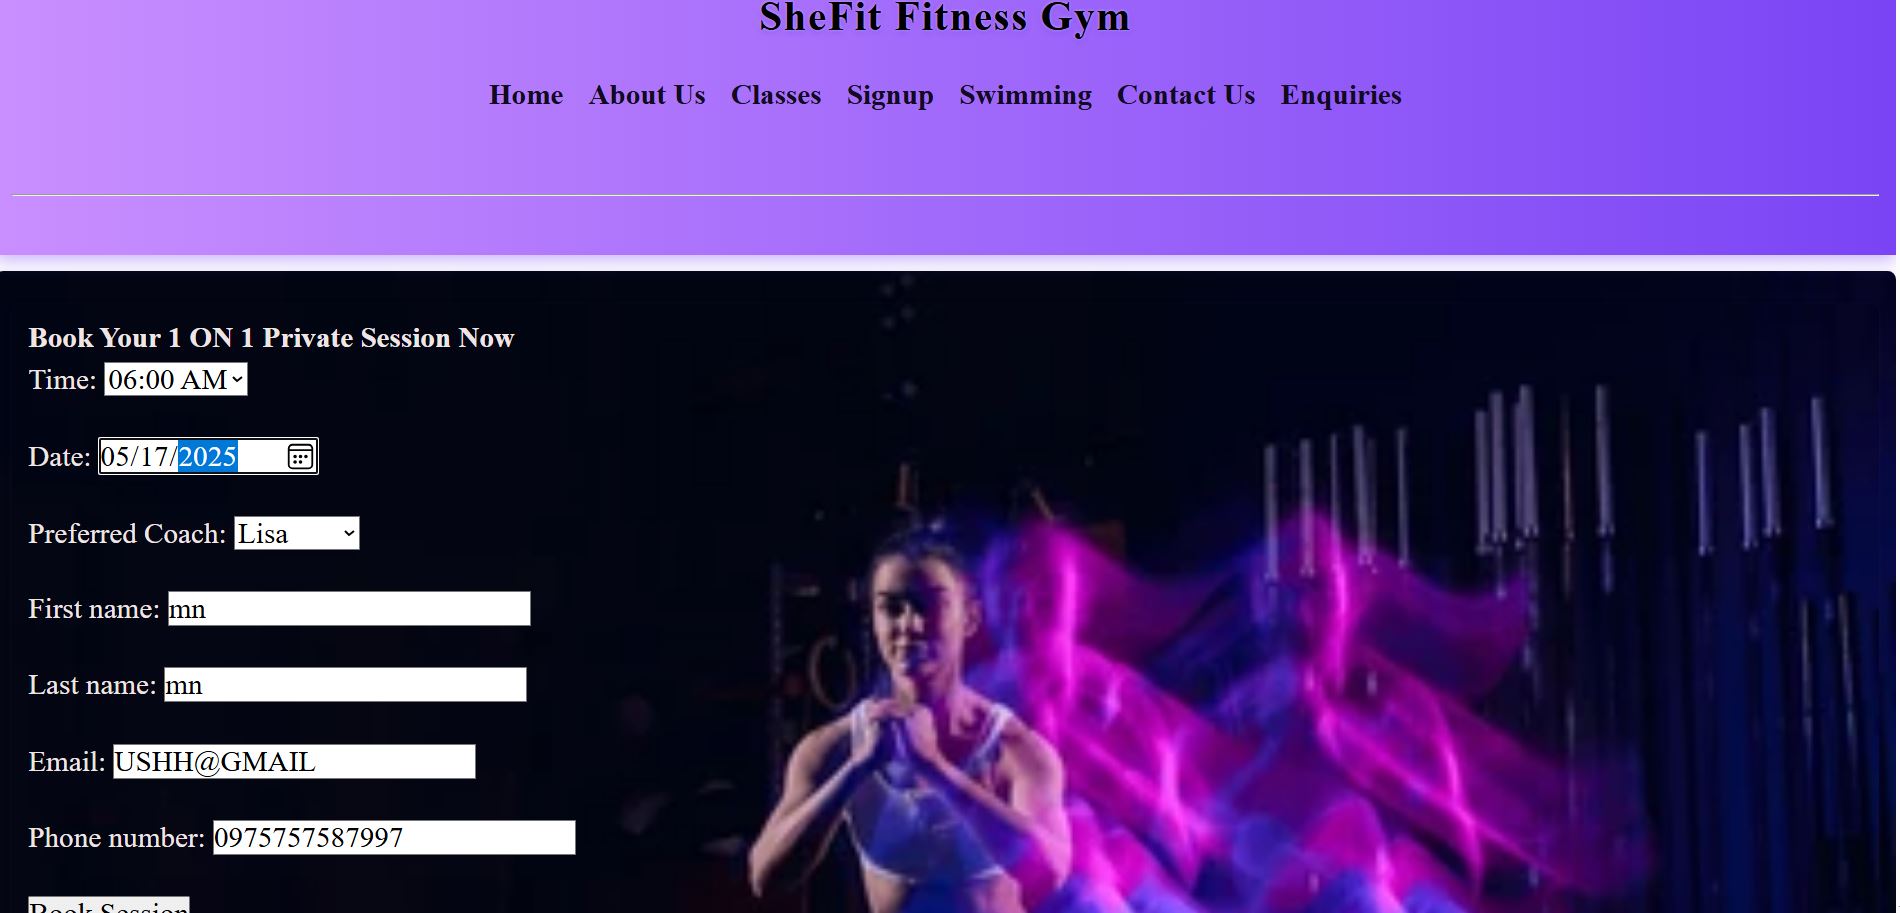 SheFit Fitness Gym
Home About Us Classes Signup Swimming Contact Us Enquiries
Book Your 1 ON 1 Private Session Now
Time: 06:00 AM
Date: 05/17/2025
Preferred Coach: Lisa
First name: mn
Last name: mn
Email: USHH@GMAIL
Phone number: 0975757587997
Book Session